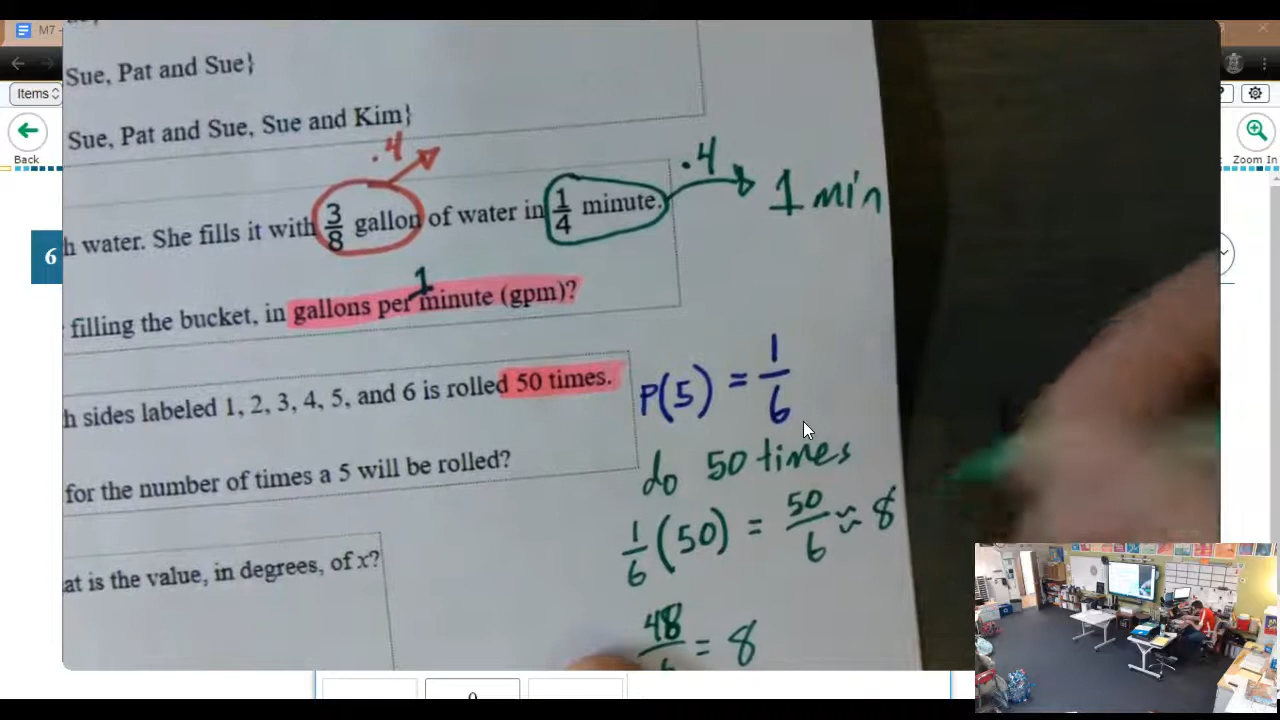 M7 -
Items
Back
Zoom In
6
Sue, Pat and Sue}
Sue, Pat and Sue, Sue and Kim}
.4
.4
h water. She fills it with 3/8 gallon of water in 1/4 minute.
1 min
1
filling the bucket, in gallons per minute (gpm)?
h sides labeled 1, 2, 3, 4, 5, and 6 is rolled 50 times.
for the number of times a 5 will be rolled?
P(5) = 1/6
do 50 times
1/6 (50) = 50/6 ≈ 8
at is the value, in degrees, of x?
48/6 = 8